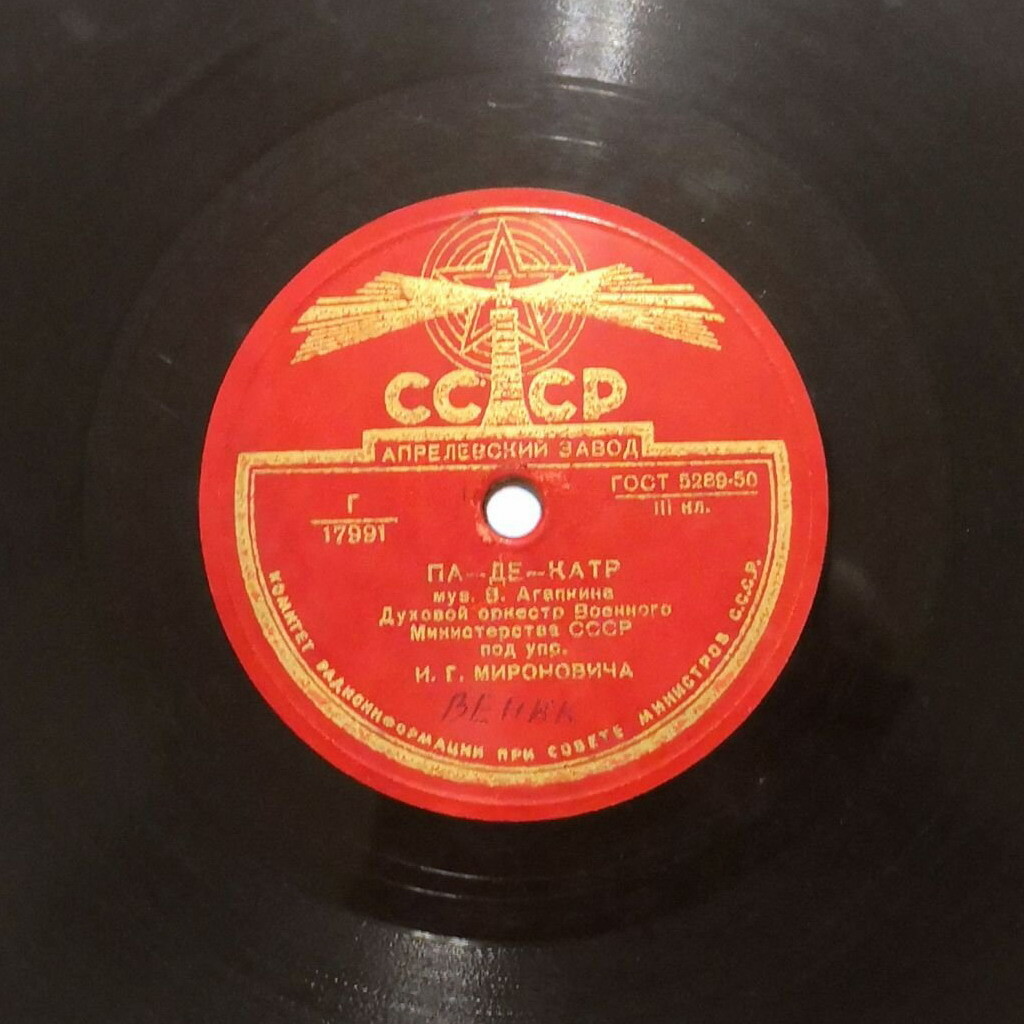 СССР
АПРЕЛЕВСКИЙ ЗАВОД
ГОСТ 5289-50
III кл.
Г
17991
ПА-ДЕ-КАТР
муз. В. Агапкина
Духовой оркестр Военного
Министерства СССР
под упр.
И. Г. МИРОНОВИЧА
КОМИТЕТ РАДИОИНФОРМАЦИИ ПРИ СОВЕТЕ МИНИСТРОВ С.С.С.Р.